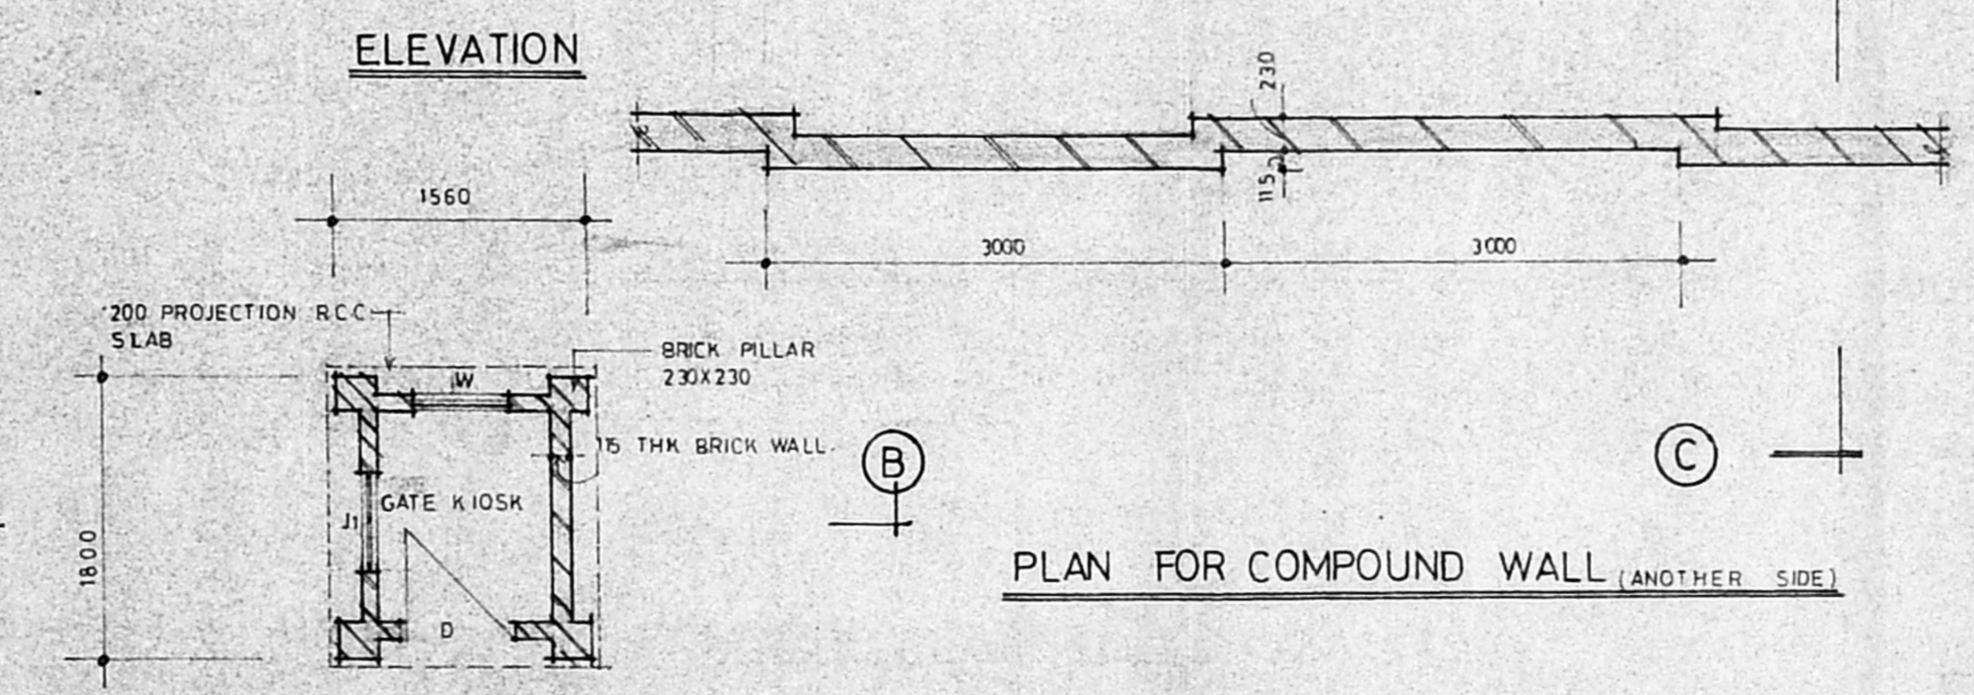 ELEVATION
230
115
1560
3000
3000
200 PROJECTION R.C.C
SLAB
BRICK PILLAR
230X230
W
115 THK BRICK WALL.
B
C
GATE KIOSK
J1
1800
D
PLAN FOR COMPOUND WALL (ANOTHER SIDE)